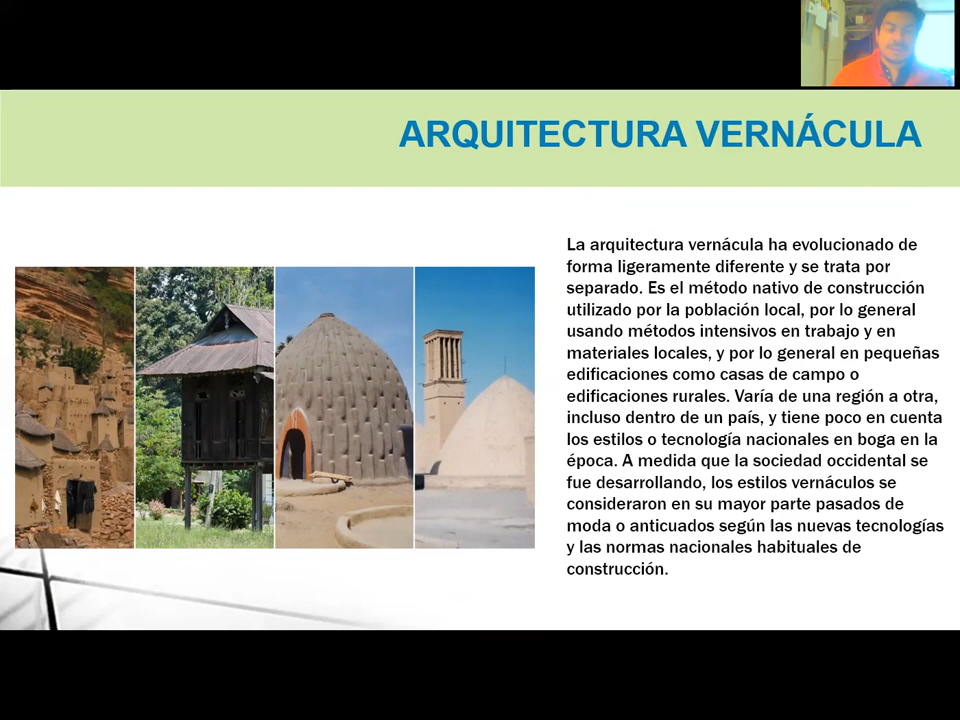 ARQUITECTURA VERNÁCULA
La arquitectura vernácula ha evolucionado de
forma ligeramente diferente y se trata por
separado. Es el método nativo de construcción
utilizado por la población local, por lo general
usando métodos intensivos en trabajo y en
materiales locales, y por lo general en pequeñas
edificaciones como casas de campo o
edificaciones rurales. Varía de una región a otra,
incluso dentro de un país, y tiene poco en cuenta
los estilos o tecnología nacionales en boga en la
época. A medida que la sociedad occidental se
fue desarrollando, los estilos vernáculos se
consideraron en su mayor parte pasados de
moda o anticuados según las nuevas tecnologías
y las normas nacionales habituales de
construcción.